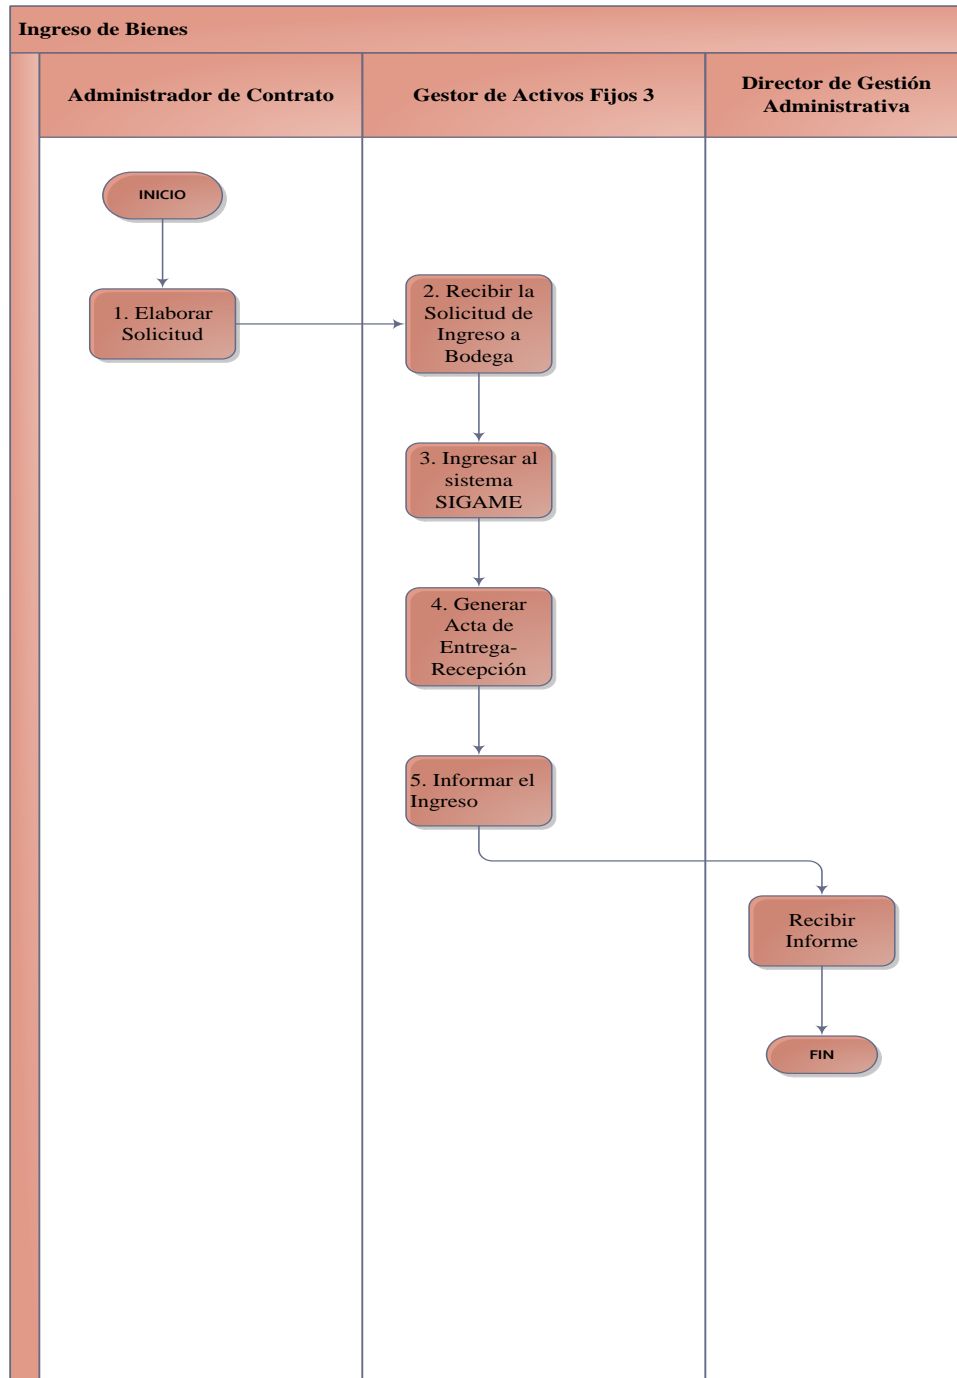 Ingreso de Bienes
Administrador de Contrato
Gestor de Activos Fijos 3
Director de Gestión
Administrativa
INICIO
1. Elaborar
Solicitud
2. Recibir la
Solicitud de
Ingreso a
Bodega
3. Ingresar al
sistema
SIGAME
4. Generar
Acta de
Entrega-
Recepción
5. Informar el
Ingreso
Recibir
Informe
FIN